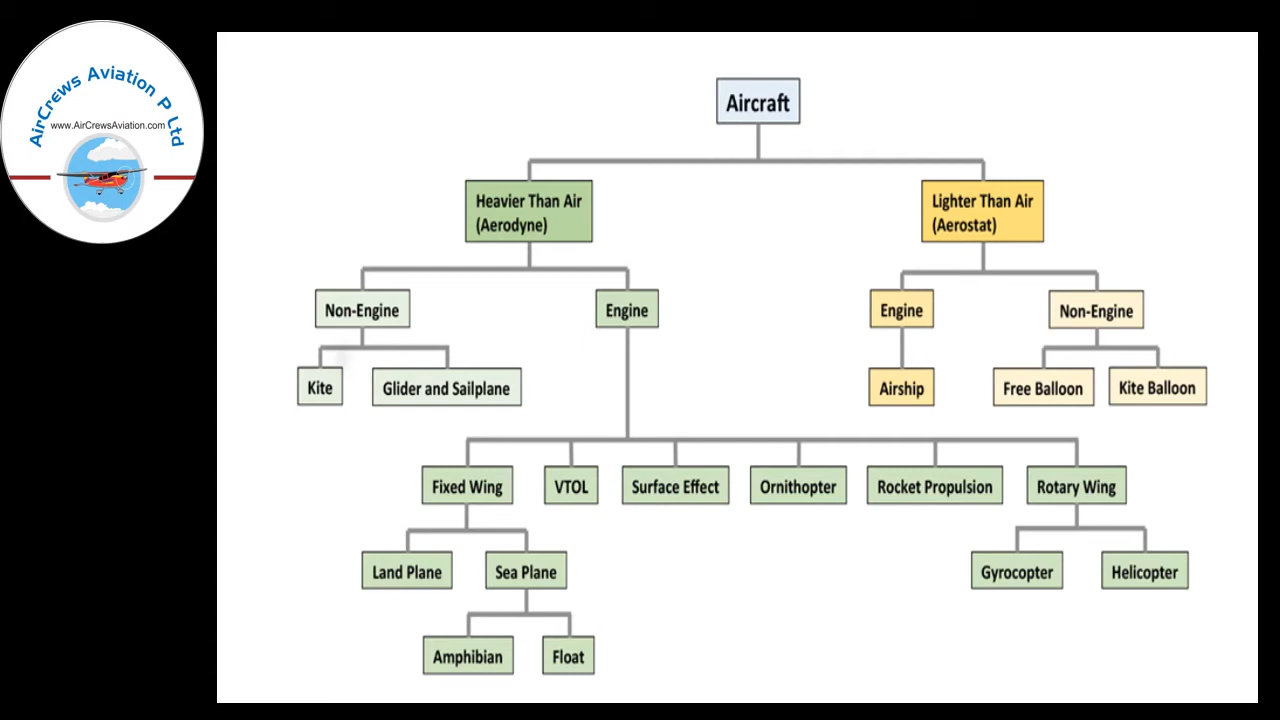 AirCrews Aviation P Ltd
www.AirCrewsAviation.com
Aircraft
Heavier Than Air
(Aerodyne)
Lighter Than Air
(Aerostat)
Non-Engine
Engine
Engine
Non-Engine
Kite
Glider and Sailplane
Airship
Free Balloon
Kite Balloon
Fixed Wing
VTOL
Surface Effect
Ornithopter
Rocket Propulsion
Rotary Wing
Land Plane
Sea Plane
Gyrocopter
Helicopter
Amphibian
Float